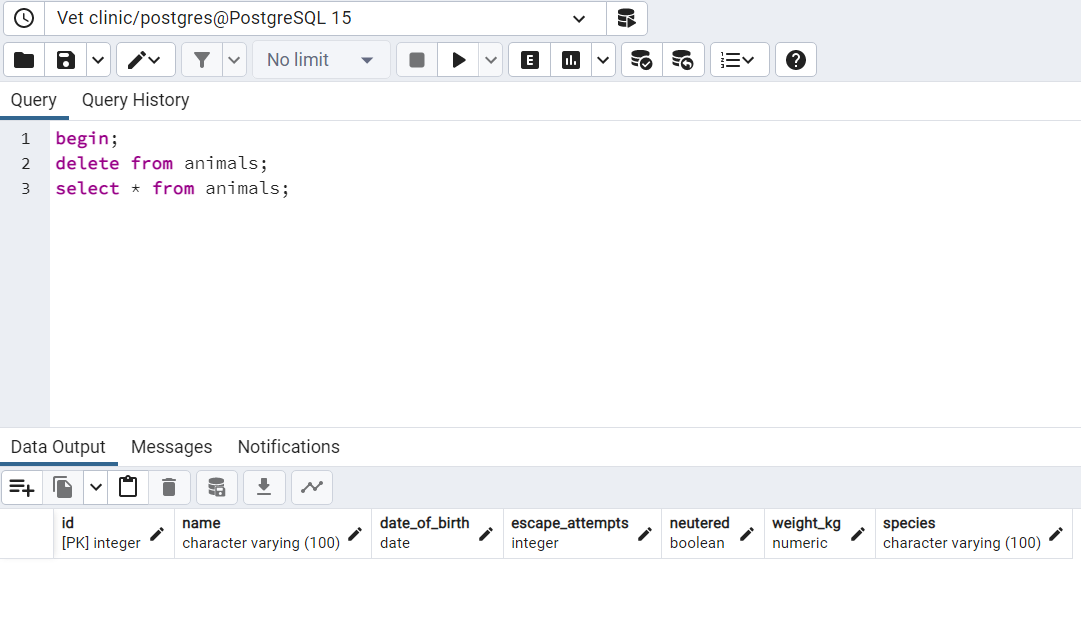 Vet clinic/postgres@PostgreSQL 15
No limit
E
Query Query History
1 begin;
2 delete from animals;
3 select * from animals;
Data Output Messages Notifications
id name date_of_birth escape_attempts neutered weight_kg species
[PK] integer character varying (100) date integer boolean numeric character varying (100)